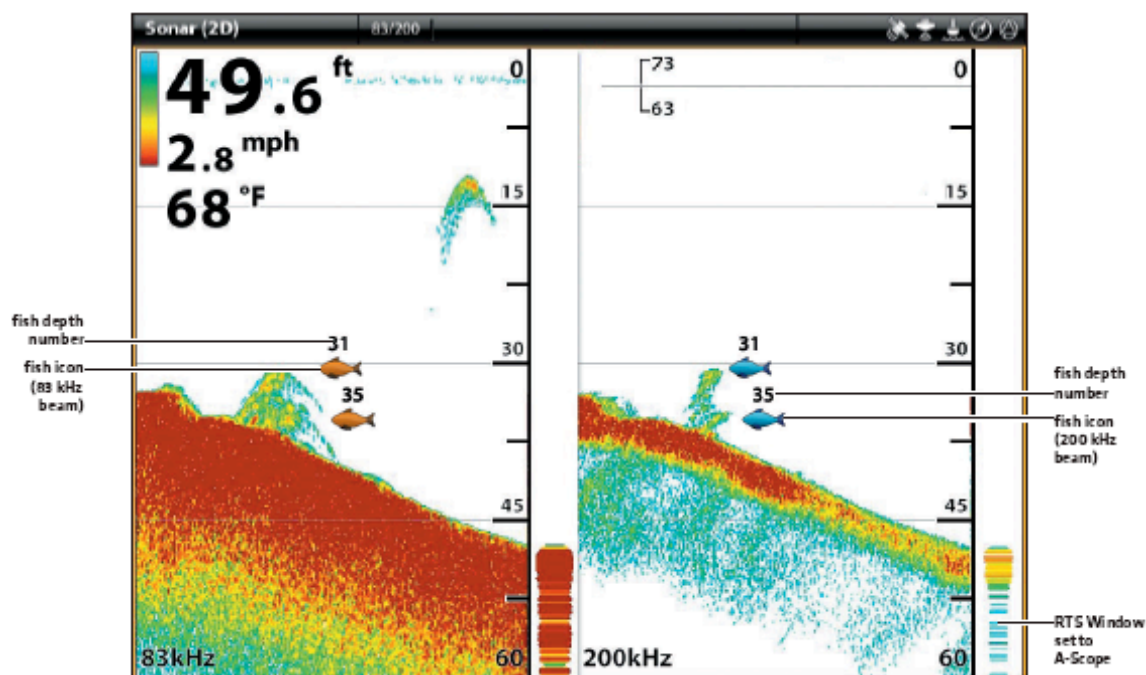 Sonar (2D)
83/200
49.6 ft
2.8 mph
68 °F
0
15
30
45
60
31
35
83kHz
73
63
0
15
30
45
60
31
35
200kHz
fish depth
number
fish icon
(83 kHz
beam)
fish depth
number
fish icon
(200 kHz
beam)
RTS Window
set to
A-Scope